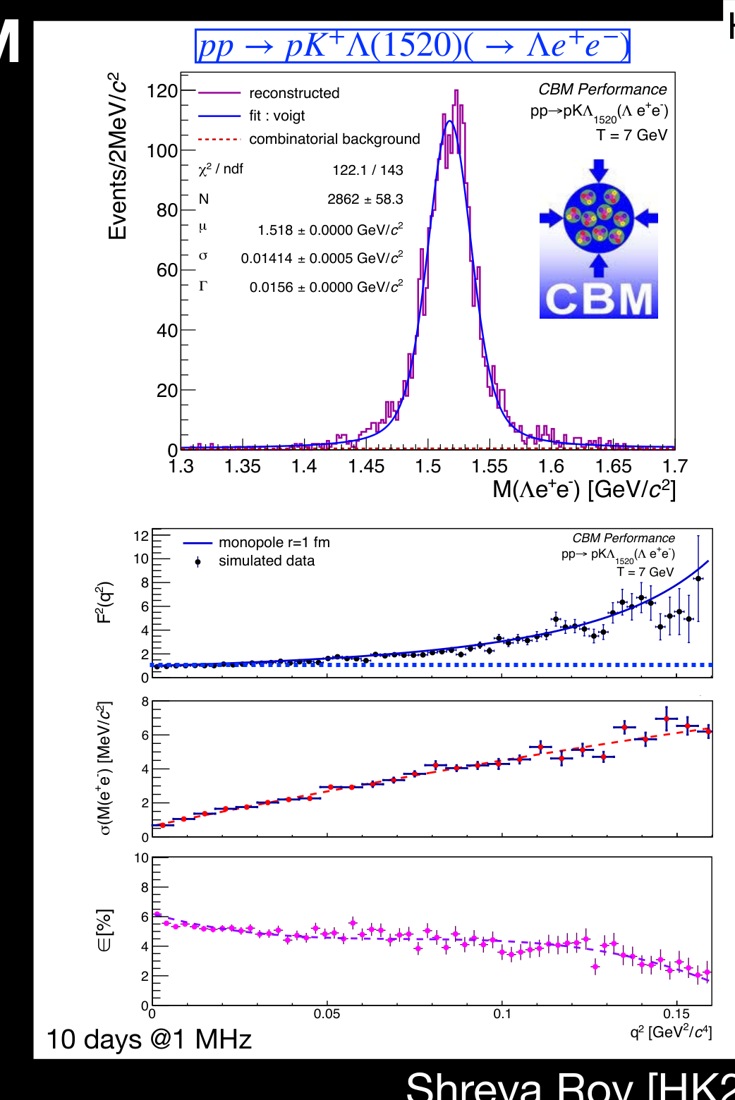 M
pp → pK⁺Λ(1520)( → Λe⁺e⁻)
Events/2MeV/c²
120
100
80
60
40
20
0
reconstructed
fit : voigt
combinatorial background
χ² / ndf 122.1 / 143
N 2862 ± 58.3
μ 1.518 ± 0.0000 GeV/c²
σ 0.01414 ± 0.0005 GeV/c²
Γ 0.0156 ± 0.0000 GeV/c²
CBM Performance
pp→pKΛ₁₅₂₀(Λ e⁺e⁻)
T = 7 GeV
CBM
1.3 1.35 1.4 1.45 1.5 1.55 1.6 1.65 1.7
M(Λe⁺e⁻) [GeV/c²]
F²(q²)
12
10
8
6
4
2
0
monopole r=1 fm
simulated data
CBM Performance
pp→ pKΛ₁₅₂₀(Λ e⁺e⁻)
T = 7 GeV
σ(M(e⁺e⁻) [MeV/c²]
8
6
4
2
0
∈[%]
10
8
6
4
2
0
0 0.05 0.1 0.15
q² [GeV²/c⁴]
10 days @1 MHz
Shreya Roy [HK2